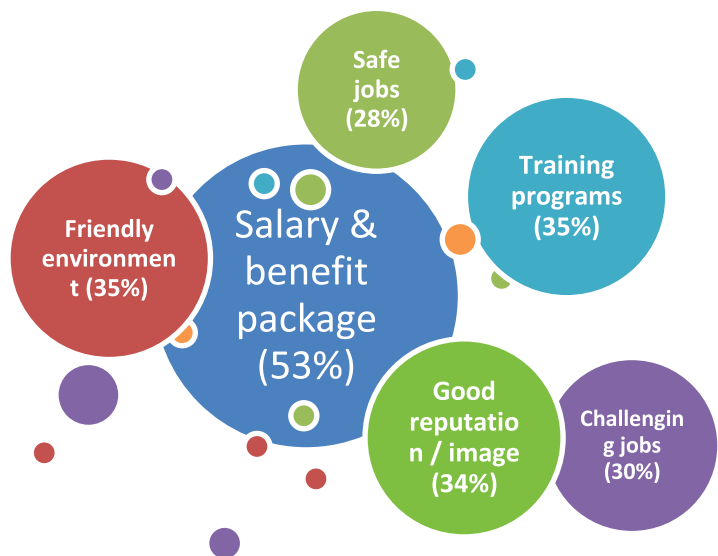 Safe
jobs
(28%)
Training
programs
(35%)
Friendly
environmen
t (35%)
Salary &
benefit
package
(53%)
Good
reputatio
n / image
(34%)
Challengin
g jobs
(30%)